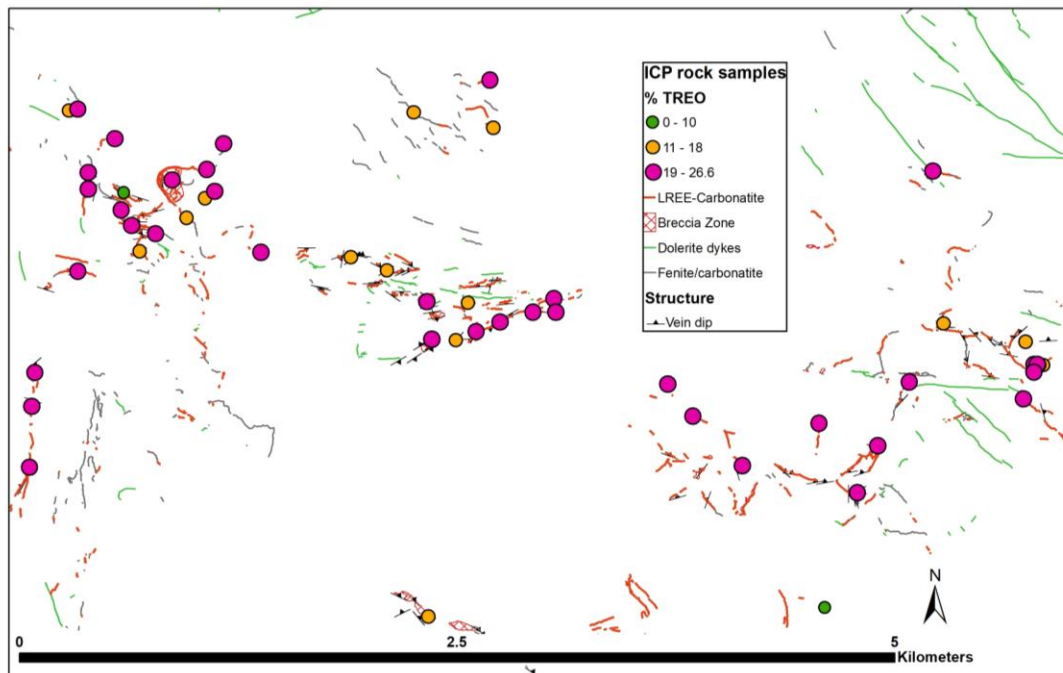 ICP rock samples
% TREO
0 - 10
11 - 18
19 - 26.6
LREE-Carbonatite
Breccia Zone
Dolerite dykes
Fenite/carbonatite
Structure
Vein dip
N
0 2.5 5
Kilometers